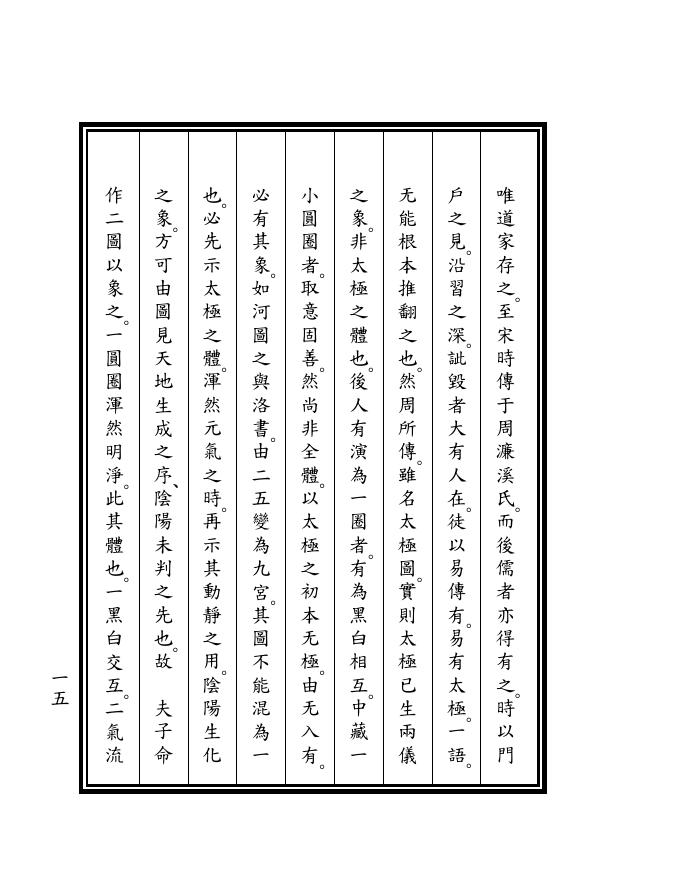 唯道家存之。至宋時傳于周濂溪氏。而後儒者亦得有之。時以門
戶之見。沿習之深。訿毀者大有人在。徒以易傳有。易有太極。一語。
无能根本推翻之也。然周所傳。雖名太極圖。實則太極已生兩儀
之象。非太極之體也。後人有演為一圈者。有為黑白相互。中藏一
小圓圈者。取意固善。然尚非全體。以太極之初本无極。由无入有。
必有其象。如河圖之與洛書。由二五變為九宮。其圖不能混為一
也。必先示太極之體。渾然元氣之時。再示其動靜之用。陰陽生化
之象。方可由圖見天地生成之序、陰陽未判之先也。故　夫子命
作二圖以象之。一圓圈渾然明淨。此其體也。一黑白交互。二氣流
一五